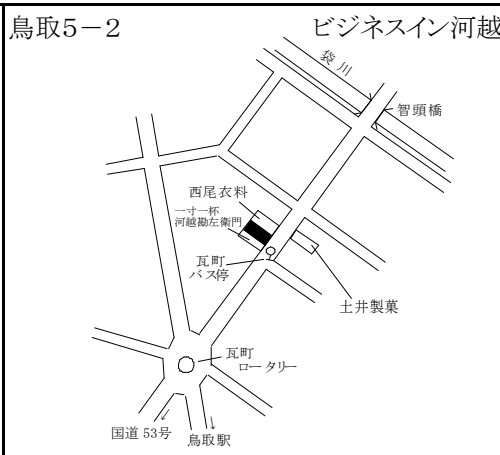 鳥取5－2
ビジネスイン河越
袋川
智頭橋
西尾衣料
一寸一杯
河越勘左衛門
瓦町
バス停
土井製菓
瓦町
ロータリー
国道53号
鳥取駅